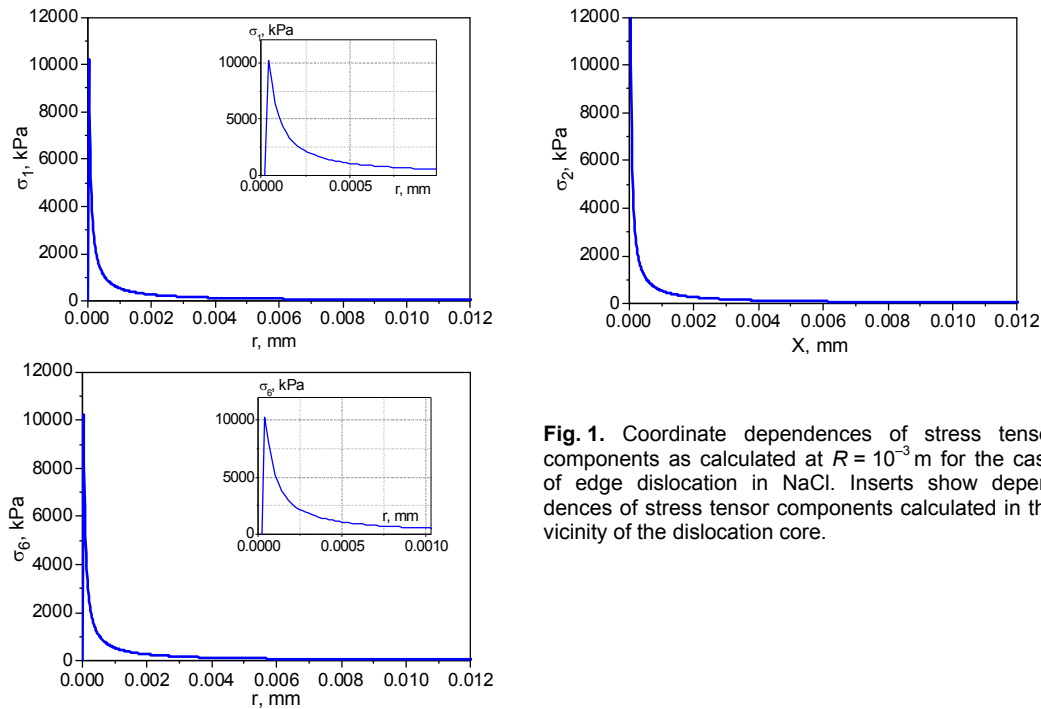 12000
10000
8000
6000
4000
2000
0
σ1, kPa
0.000 0.002 0.004 0.006 0.008 0.010 0.012
r, mm
σ1, kPa
10000
5000
0
0.0000 0.0005
r, mm
12000
10000
8000
6000
4000
2000
0
σ2, kPa
0.000 0.002 0.004 0.006 0.008 0.010 0.012
X, mm
12000
10000
8000
6000
4000
2000
0
σ6, kPa
0.000 0.002 0.004 0.006 0.008 0.010 0.012
r, mm
σ6, kPa
10000
5000
0
0.0000 0.0005 0.0010
r, mm
Fig. 1. Coordinate dependences of stress tenso
components as calculated at R = 10⁻³ m for the cas
of edge dislocation in NaCl. Inserts show depen
dences of stress tensor components calculated in th
vicinity of the dislocation core.